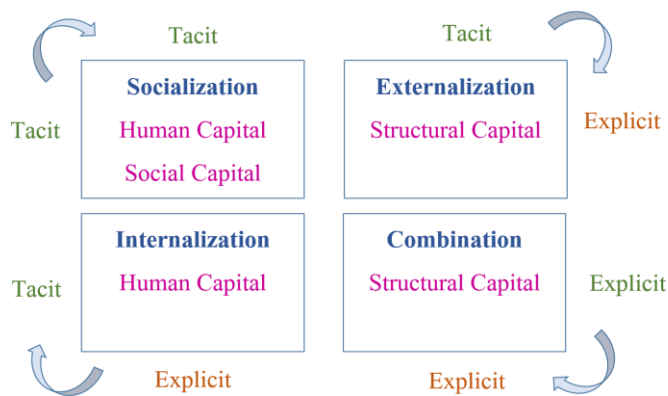 Tacit
Tacit
Socialization
Externalization
Tacit
Human Capital
Structural Capital
Explicit
Social Capital
Internalization
Combination
Tacit
Human Capital
Structural Capital
Explicit
Explicit
Explicit